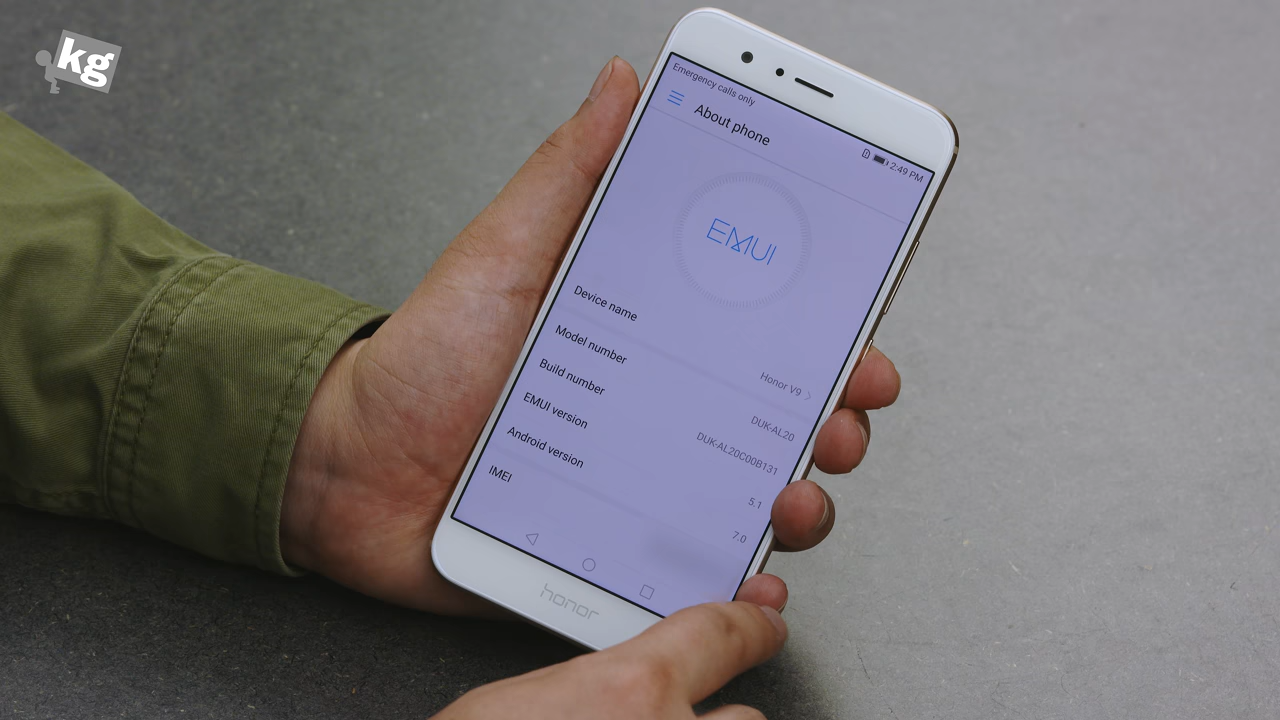 kg
Emergency calls only
2:49 PM
About phone
EMUI
Device name
Honor V9
Model number
DUK-AL20
Build number
DUK-AL20C00B131
EMUI version
5.1
Android version
7.0
IMEI
honor